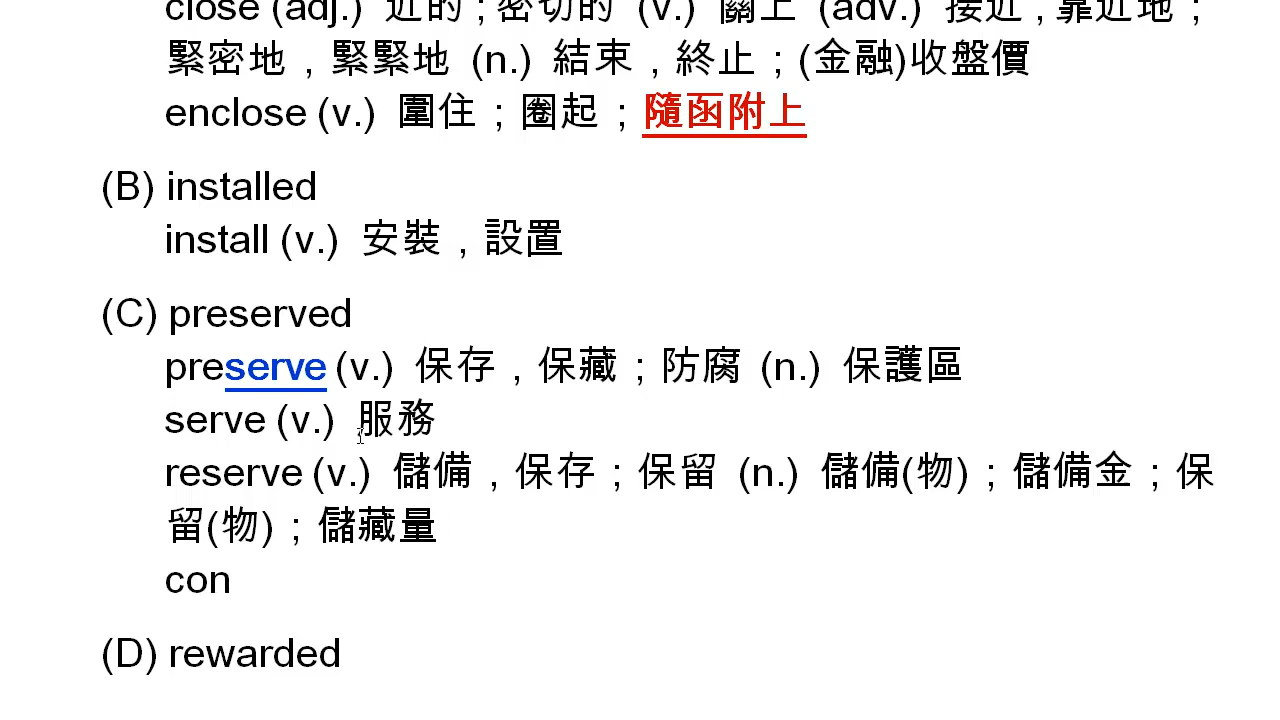 close (adj.) 近的 ; 密切的 (v.) 關上 (adv.) 接近 , 靠近地 ;
緊密地 , 緊緊地 (n.) 結束 , 終止 ; (金融)收盤價
enclose (v.) 圍住 ; 圈起 ; 隨函附上
(B) installed
install (v.) 安裝 , 設置
(C) preserved
preserve (v.) 保存 , 保藏 ; 防腐 (n.) 保護區
serve (v.) 服務
reserve (v.) 儲備 , 保存 ; 保留 (n.) 儲備(物) ; 儲備金 ; 保
留(物) ; 儲藏量
con
(D) rewarded